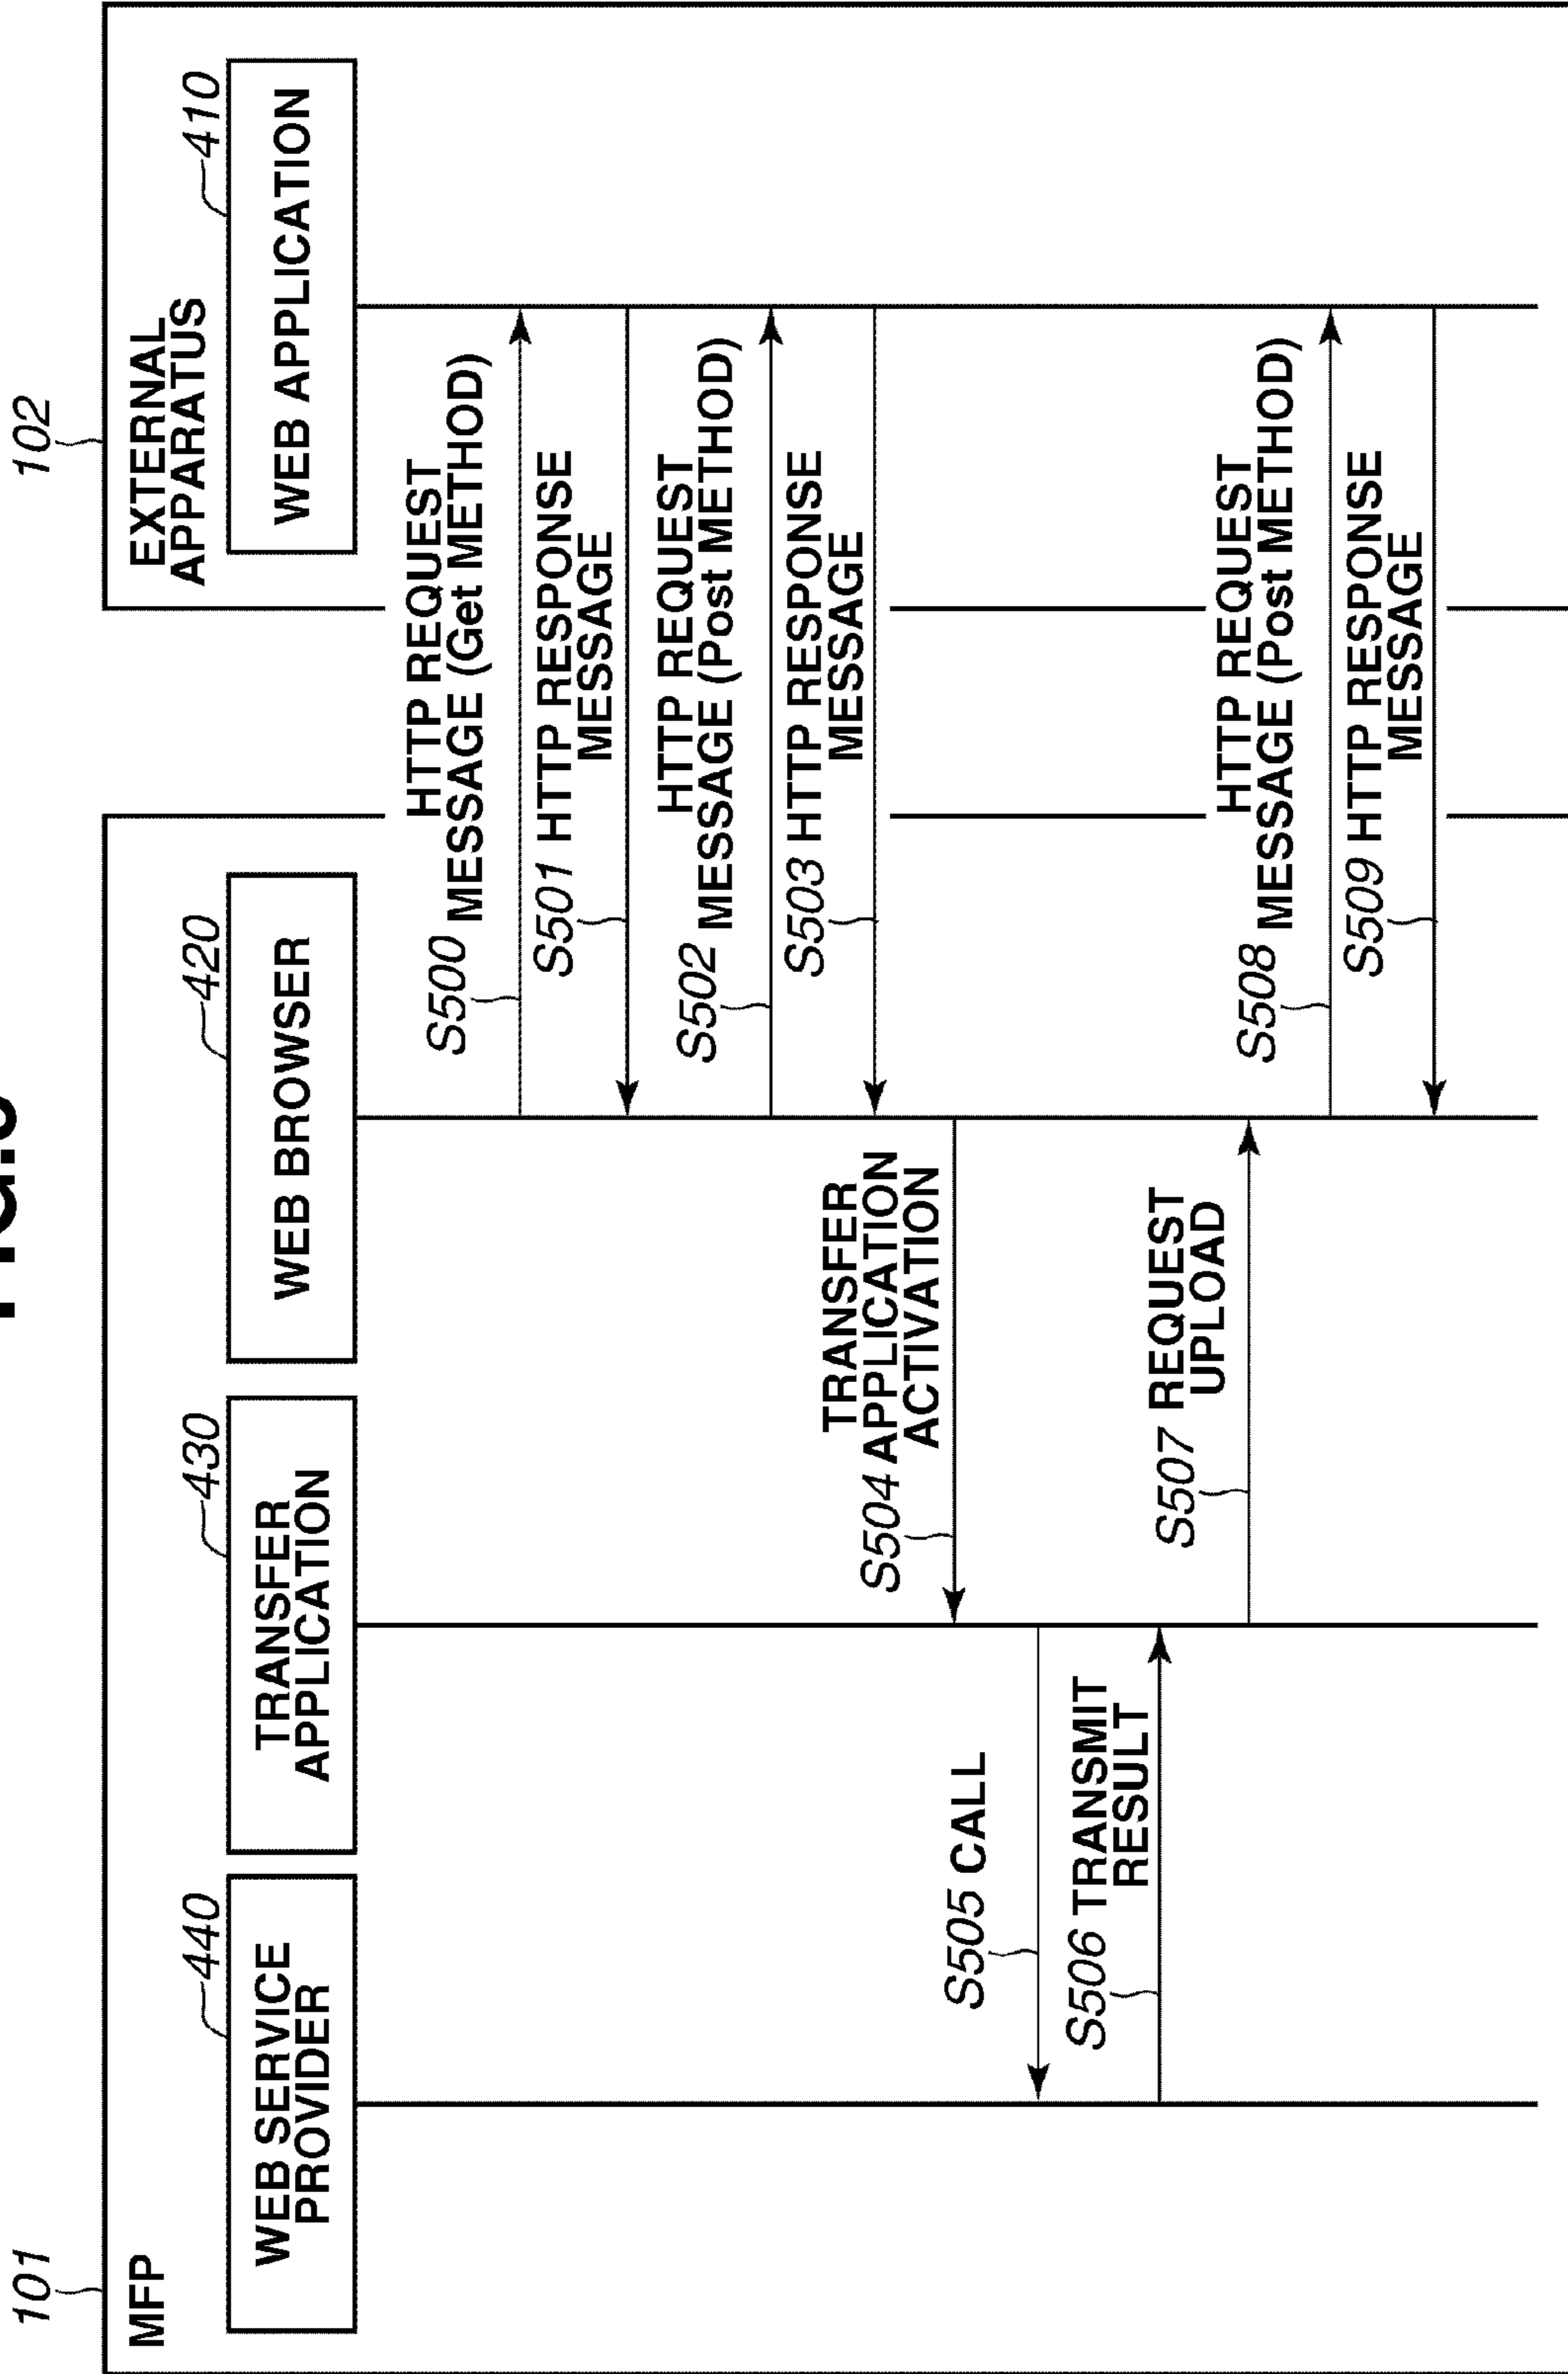 101
102
MFP
EXTERNAL
APPARATUS
440
430
420
410
WEB SERVICE
PROVIDER
TRANSFER
APPLICATION
WEB BROWSER
WEB APPLICATION
HTTP REQUEST
S500 MESSAGE (Get METHOD)
S501 HTTP RESPONSE
MESSAGE
HTTP REQUEST
S502 MESSAGE (Post METHOD)
S503 HTTP RESPONSE
MESSAGE
TRANSFER
S504 APPLICATION
ACTIVATION
S505 CALL
S506 TRANSMIT
RESULT
S507 REQUEST
UPLOAD
HTTP REQUEST
S508 MESSAGE (Post METHOD)
S509 HTTP RESPONSE
MESSAGE